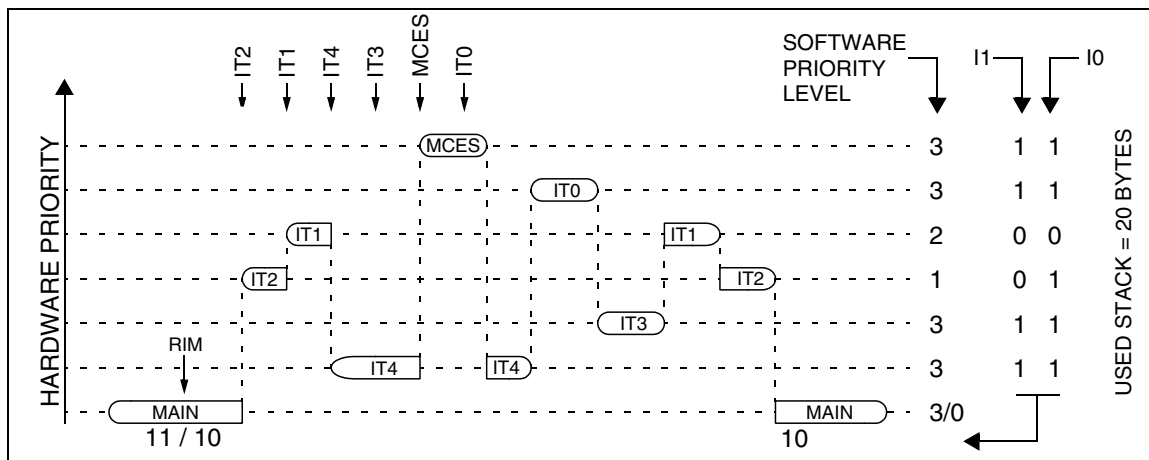 IT2
IT1
IT4
IT3
MCES
IT0
SOFTWARE
PRIORITY
LEVEL
I1
I0
HARDWARE PRIORITY
MCES 3 1 1
IT0 3 1 1
IT1 IT1 2 0 0
IT2 IT2 1 0 1
IT3 3 1 1
RIM
IT4 IT4 3 1 1
MAIN MAIN 3/0
11 / 10 10
USED STACK = 20 BYTES